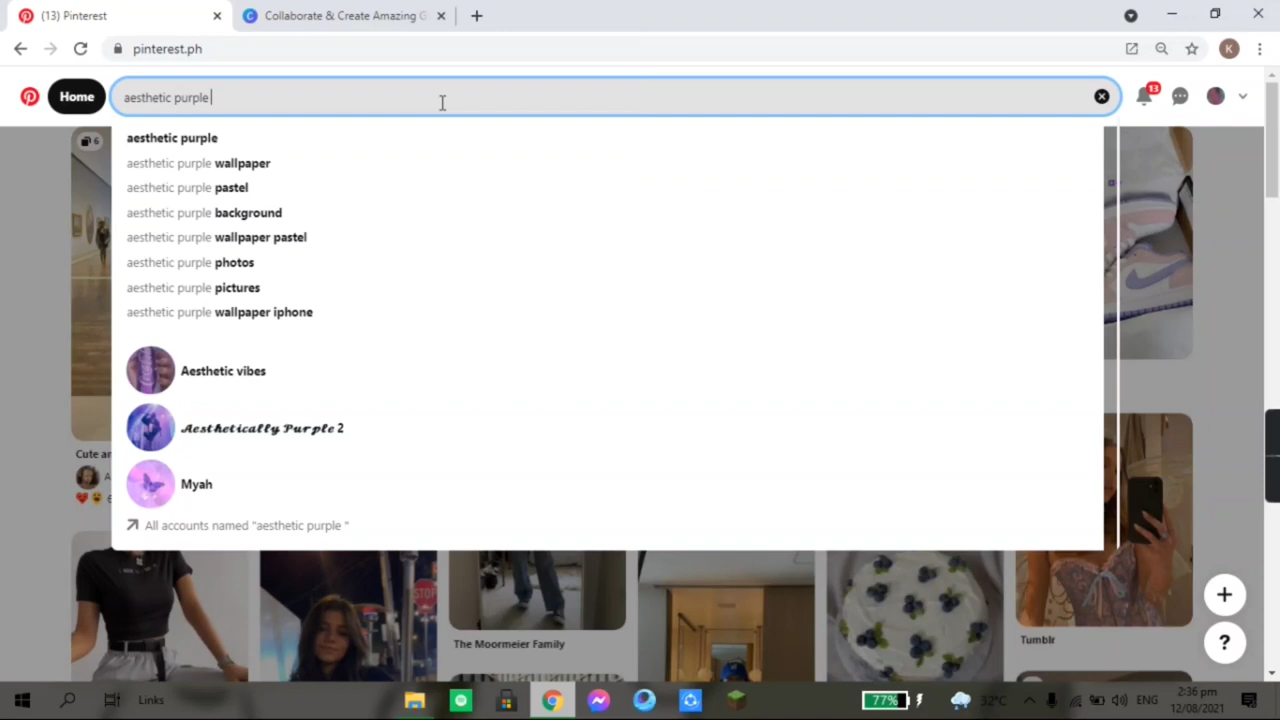 (13) Pinterest
Collaborate & Create Amazing G
pinterest.ph
K
Home
aesthetic purple
13
6
aesthetic purple
aesthetic purple wallpaper
aesthetic purple pastel
aesthetic purple background
aesthetic purple wallpaper pastel
aesthetic purple photos
aesthetic purple pictures
aesthetic purple wallpaper iphone
Aesthetic vibes
𝓐𝓮𝓼𝓽𝓱𝓮𝓽𝓲𝓬𝓪𝓵𝓵𝔂 𝓟𝓾𝓻𝓹𝓵𝓮 2
Myah
All accounts named "aesthetic purple "
Cute ar
A
6
STOP
The Moormeier Family
Tumblr
+
?
Links
77%
32°C
ENG
2:36 pm
12/08/2021